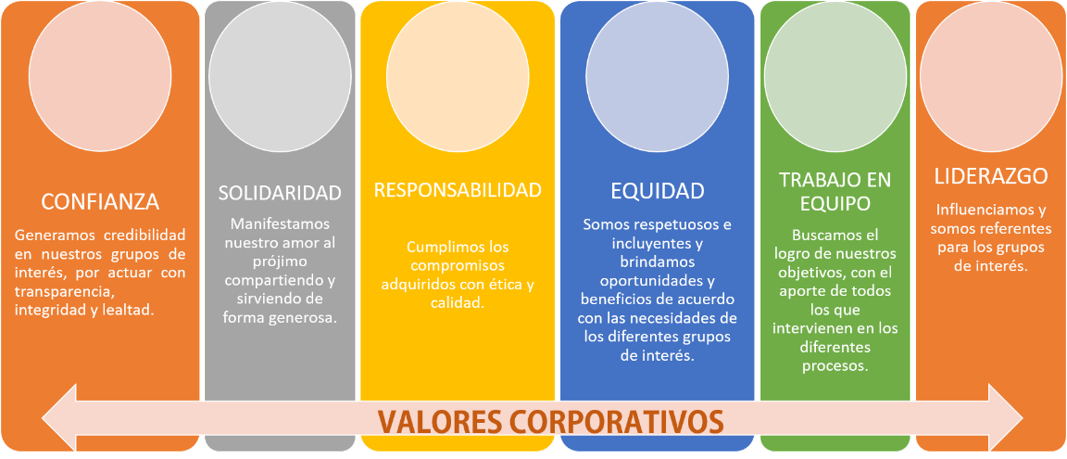 CONFIANZA
Generamos credibilidad
en nuestros grupos de
interés, por actuar con
transparencia,
integridad y lealtad.
SOLIDARIDAD
Manifestamos
nuestro amor al
prójimo
compartiendo y
sirviendo de
forma generosa.
RESPONSABILIDAD
Cumplimos los
compromisos
adquiridos con ética y
calidad.
EQUIDAD
Somos respetuosos e
incluyentes y
brindamos
oportunidades y
beneficios de acuerdo
con las necesidades de
los diferentes grupos
de interés.
TRABAJO EN
EQUIPO
Buscamos el
logro de nuestros
objetivos, con el
aporte de todos
los que
intervienen en los
diferentes
procesos.
LIDERAZGO
Influenciamos y
somos referentes
para los grupos
de interés.
VALORES CORPORATIVOS